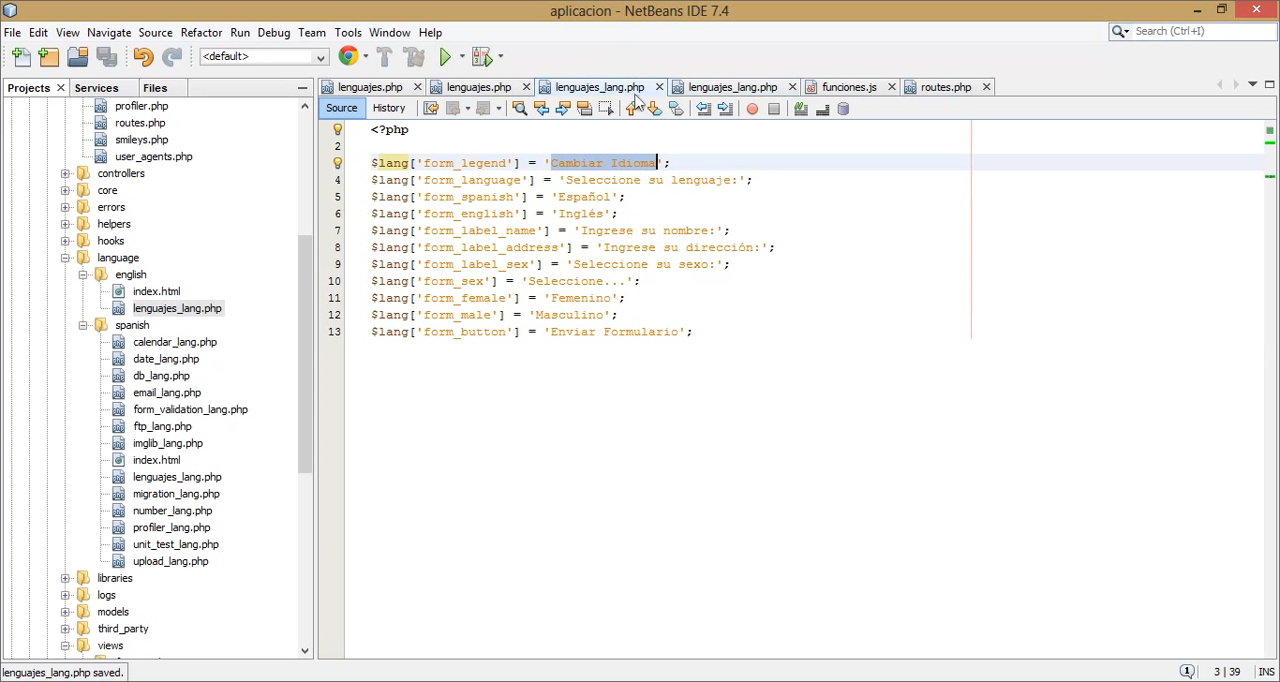 aplicacion - NetBeans IDE 7.4
File Edit View Navigate Source Refactor Run Debug Team Tools Window Help
Search (Ctrl+I)
<default>
Projects Services Files
lenguajes.php lenguajes.php lenguajes_lang.php lenguajes_lang.php funciones.js routes.php
Source History
profiler.php
routes.php
smileys.php
user_agents.php
controllers
core
errors
helpers
hooks
language
english
index.html
lenguajes_lang.php
spanish
calendar_lang.php
date_lang.php
db_lang.php
email_lang.php
form_validation_lang.php
ftp_lang.php
imglib_lang.php
index.html
lenguajes_lang.php
migration_lang.php
number_lang.php
profiler_lang.php
unit_test_lang.php
upload_lang.php
libraries
logs
models
third_party
views
<?php
2
$lang['form_legend'] = 'Cambiar Idioma';
4 $lang['form_language'] = 'Seleccione su lenguaje:';
5 $lang['form_spanish'] = 'Español';
6 $lang['form_english'] = 'Inglés';
7 $lang['form_label_name'] = 'Ingrese su nombre:';
8 $lang['form_label_address'] = 'Ingrese su dirección:';
9 $lang['form_label_sex'] = 'Seleccione su sexo:';
10 $lang['form_sex'] = 'Seleccione...';
11 $lang['form_female'] = 'Femenino';
12 $lang['form_male'] = 'Masculino';
13 $lang['form_button'] = 'Enviar Formulario';
lenguajes_lang.php saved.
1 3 | 39 INS